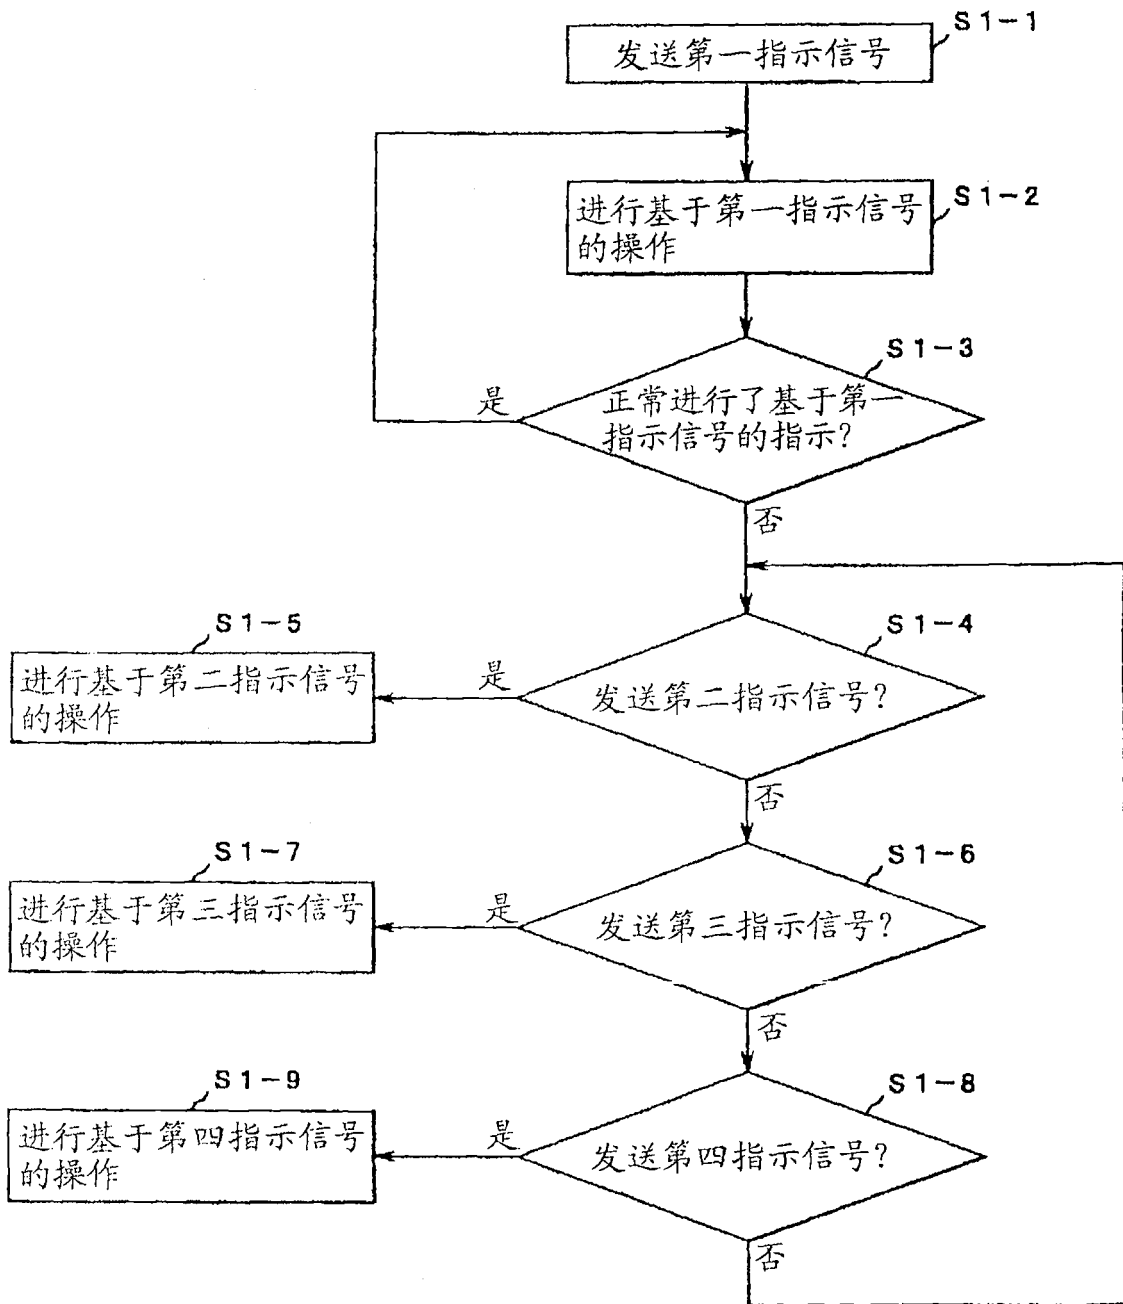 S1-1
发送第一指示信号
S1-2
进行基于第一指示信号
的操作
S1-3
是
正常进行了基于第一
指示信号的指示?
否
S1-5
S1-4
进行基于第二指示信号
的操作
是
发送第二指示信号?
否
S1-7
S1-6
进行基于第三指示信号
的操作
是
发送第三指示信号?
否
S1-9
S1-8
进行基于第四指示信号
的操作
是
发送第四指示信号?
否